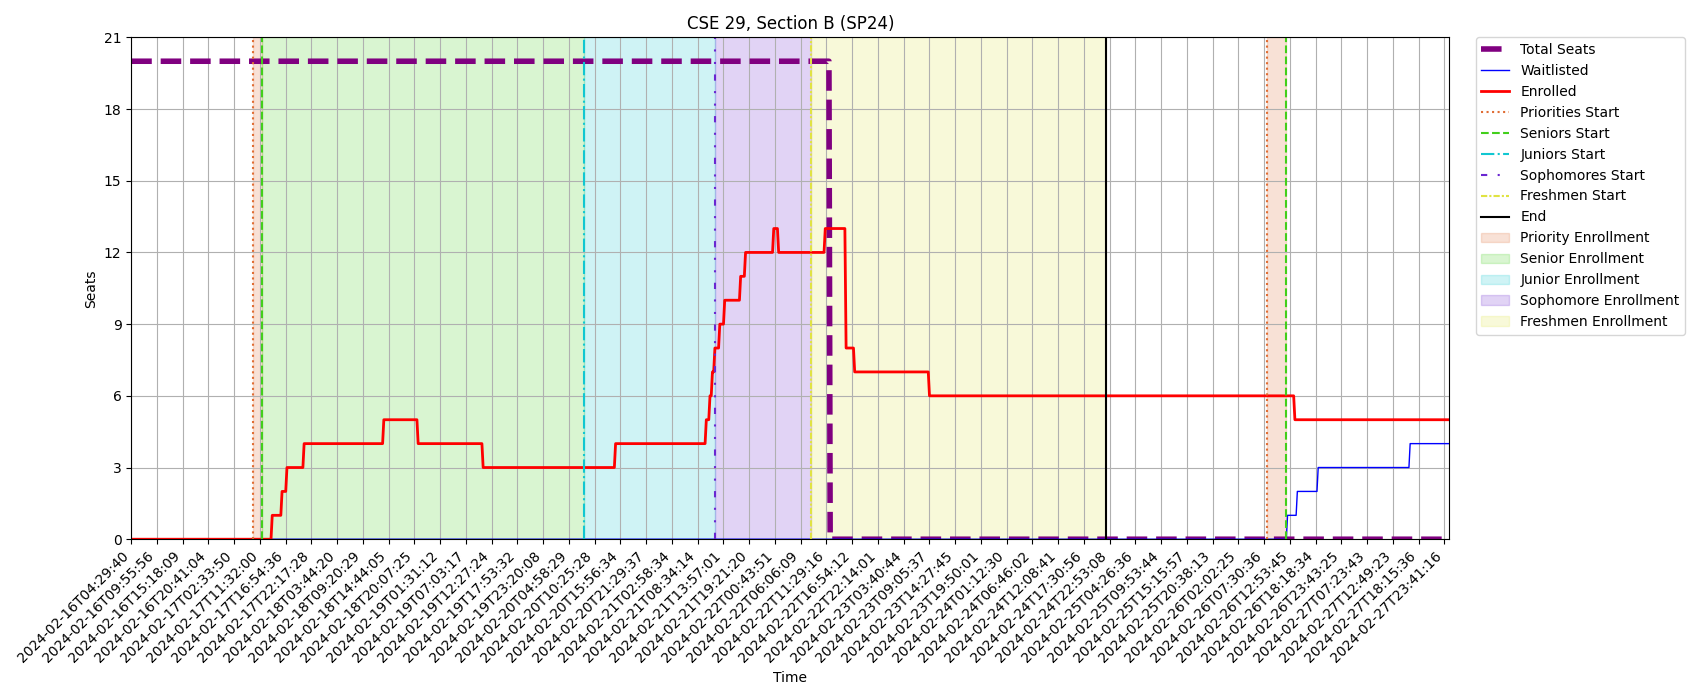 CSE 29, Section B (SP24)
Seats
21
18
15
12
9
6
3
0
2024-02-16T04:29:40
2024-02-16T09:55:56
2024-02-16T15:18:09
2024-02-16T20:41:04
2024-02-17T02:33:50
2024-02-17T11:32:00
2024-02-17T16:54:36
2024-02-17T22:17:28
2024-02-18T03:44:20
2024-02-18T09:20:29
2024-02-18T14:44:05
2024-02-18T20:07:25
2024-02-19T01:31:12
2024-02-19T07:03:17
2024-02-19T12:27:24
2024-02-19T17:53:32
2024-02-19T23:20:08
2024-02-20T04:58:29
2024-02-20T10:25:28
2024-02-20T15:56:34
2024-02-20T21:29:37
2024-02-21T02:58:34
2024-02-21T08:34:14
2024-02-21T13:57:01
2024-02-21T19:21:20
2024-02-22T00:43:51
2024-02-22T06:06:09
2024-02-22T11:29:16
2024-02-22T16:54:12
2024-02-22T22:14:01
2024-02-23T03:40:44
2024-02-23T09:05:37
2024-02-23T14:27:45
2024-02-23T19:50:01
2024-02-24T01:12:30
2024-02-24T06:46:02
2024-02-24T12:08:41
2024-02-24T17:30:56
2024-02-24T22:53:08
2024-02-25T04:26:36
2024-02-25T09:53:44
2024-02-25T15:15:57
2024-02-25T20:38:13
2024-02-26T02:02:25
2024-02-26T07:30:36
2024-02-26T12:53:45
2024-02-26T18:18:34
2024-02-26T23:43:25
2024-02-27T07:23:43
2024-02-27T12:49:23
2024-02-27T18:15:36
2024-02-27T23:41:16
Time
Total Seats
Waitlisted
Enrolled
Priorities Start
Seniors Start
Juniors Start
Sophomores Start
Freshmen Start
End
Priority Enrollment
Senior Enrollment
Junior Enrollment
Sophomore Enrollment
Freshmen Enrollment